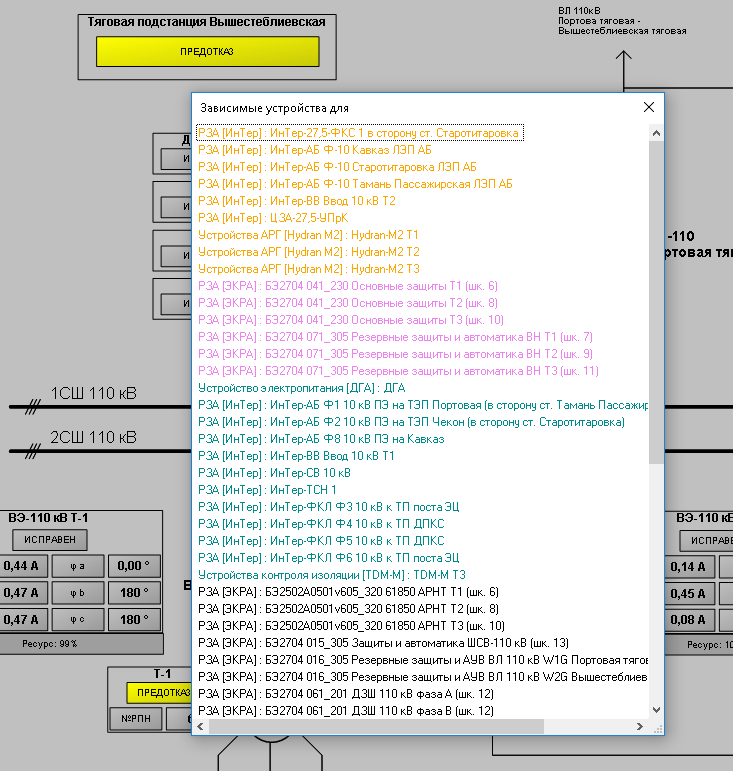 Тяговая подстанция Вышестеблиевская
ПРЕДОТКАЗ
ВЛ 110кВ
Портова тяговая -
Вышестеблиевская тяговая
Зависимые устройства для
РЗА [ИнТер] : ИнТер-27,5-ФКС 1 в сторону ст. Старотитаровка
РЗА [ИнТер] : ИнТер-АБ Ф-10 Кавказ ЛЭП АБ
РЗА [ИнТер] : ИнТер-АБ Ф-10 Старотитаровка ЛЭП АБ
РЗА [ИнТер] : ИнТер-АБ Ф-10 Тамань Пассажирская ЛЭП АБ
РЗА [ИнТер] : ИнТер-ВВ Ввод 10 кВ Т2
РЗА [ИнТер] : ЦЗА-27,5-УПрК
Устройства АРГ [Hydran M2] : Hydran-M2 T1
Устройства АРГ [Hydran M2] : Hydran-M2 T2
Устройства АРГ [Hydran M2] : Hydran-M2 T3
РЗА [ЭКРА] : БЭ2704 041_230 Основные защиты Т1 (шк. 6)
РЗА [ЭКРА] : БЭ2704 041_230 Основные защиты Т2 (шк. 8)
РЗА [ЭКРА] : БЭ2704 041_230 Основные защиты Т3 (шк. 10)
РЗА [ЭКРА] : БЭ2704 071_305 Резервные защиты и автоматика ВН Т1 (шк. 7)
РЗА [ЭКРА] : БЭ2704 071_305 Резервные защиты и автоматика ВН Т2 (шк. 9)
РЗА [ЭКРА] : БЭ2704 071_305 Резервные защиты и автоматика ВН Т3 (шк. 11)
Устройство электропитания [ДГА] : ДГА
РЗА [ИнТер] : ИнТер-АБ Ф1 10 кВ ПЭ на ТЭП Портовая (в сторону ст. Тамань Пассажир
РЗА [ИнТер] : ИнТер-АБ Ф2 10 кВ ПЭ на ТЭП Чекон (в сторону ст. Старотитаровка)
РЗА [ИнТер] : ИнТер-АБ Ф8 10 кВ ПЭ на Кавказ
РЗА [ИнТер] : ИнТер-ВВ Ввод 10 кВ Т1
РЗА [ИнТер] : ИнТер-СВ 10 кВ
РЗА [ИнТер] : ИнТер-ТСН 1
РЗА [ИнТер] : ИнТер-ФКЛ Ф3 10 кВ к ТП поста ЭЦ
РЗА [ИнТер] : ИнТер-ФКЛ Ф4 10 кВ к ТП ДПКС
РЗА [ИнТер] : ИнТер-ФКЛ Ф5 10 кВ к ТП ДПКС
РЗА [ИнТер] : ИнТер-ФКЛ Ф6 10 кВ к ТП поста ЭЦ
Устройства контроля изоляции [TDM-M] : TDM-M T3
РЗА [ЭКРА] : БЭ2502А0501v605_320 61850 АРНТ Т1 (шк. 6)
РЗА [ЭКРА] : БЭ2502А0501v605_320 61850 АРНТ Т2 (шк. 8)
РЗА [ЭКРА] : БЭ2502А0501v605_320 61850 АРНТ Т3 (шк. 10)
РЗА [ЭКРА] : БЭ2704 015_305 Защиты и автоматика ШСВ-110 кВ (шк. 13)
РЗА [ЭКРА] : БЭ2704 016_305 Резервные защиты и АУВ ВЛ 110 кВ W1G Портовая тягов
РЗА [ЭКРА] : БЭ2704 016_305 Резервные защиты и АУВ ВЛ 110 кВ W2G Вышестеблиев
РЗА [ЭКРА] : БЭ2704 061_201 ДЗШ 110 кВ фаза А (шк. 12)
РЗА [ЭКРА] : БЭ2704 061_201 ДЗШ 110 кВ фаза В (шк. 12)
Д
И
И
И
И
-110
ртовая тяг
1СШ 110 кВ
2СШ 110 кВ
ВЭ-110 кВ Т-1
ИСПРАВЕН
0,44 А φ a 0,00 °
0,47 А φ b 180 °
0,47 А φ c 180 °
Ресурс: 99%
В
ВЭ-110 кВ
ИСПРАВЕ
0,14 А
0,45 А
0,08 А
Ресурс: 10
Т-1
ПРЕДОТКАЗ
№РПН